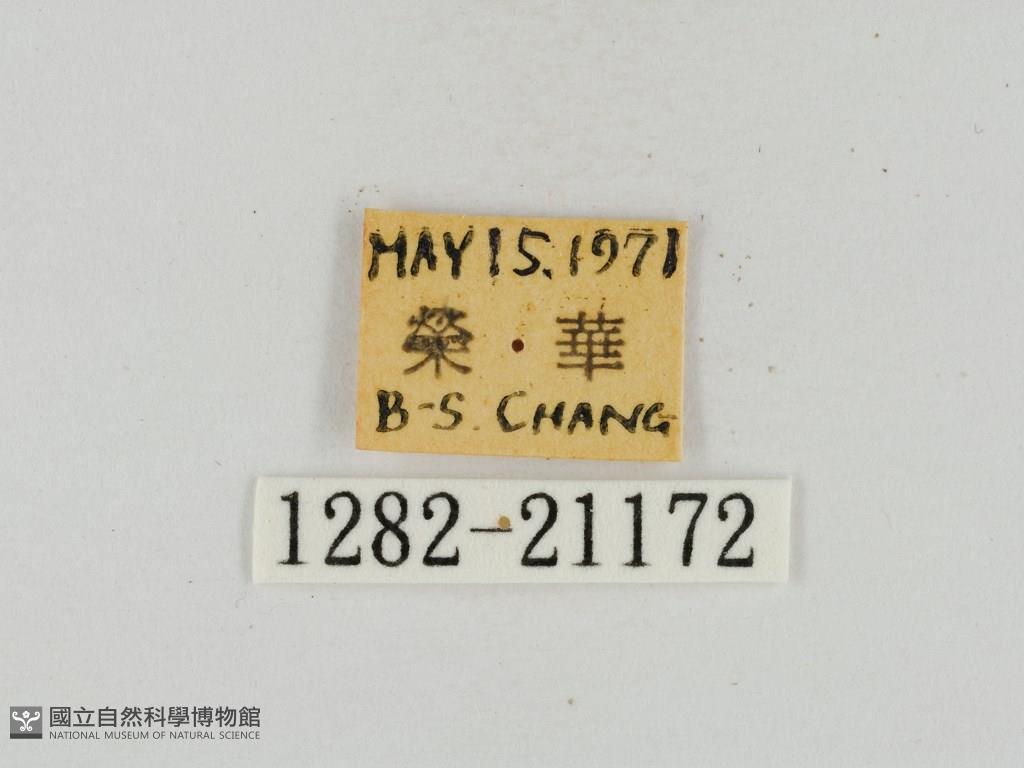 MAY 15. 1971
榮 華
B-S. CHANG
1282-21172
國立自然科學博物館
NATIONAL MUSEUM OF NATURAL SCIENCE